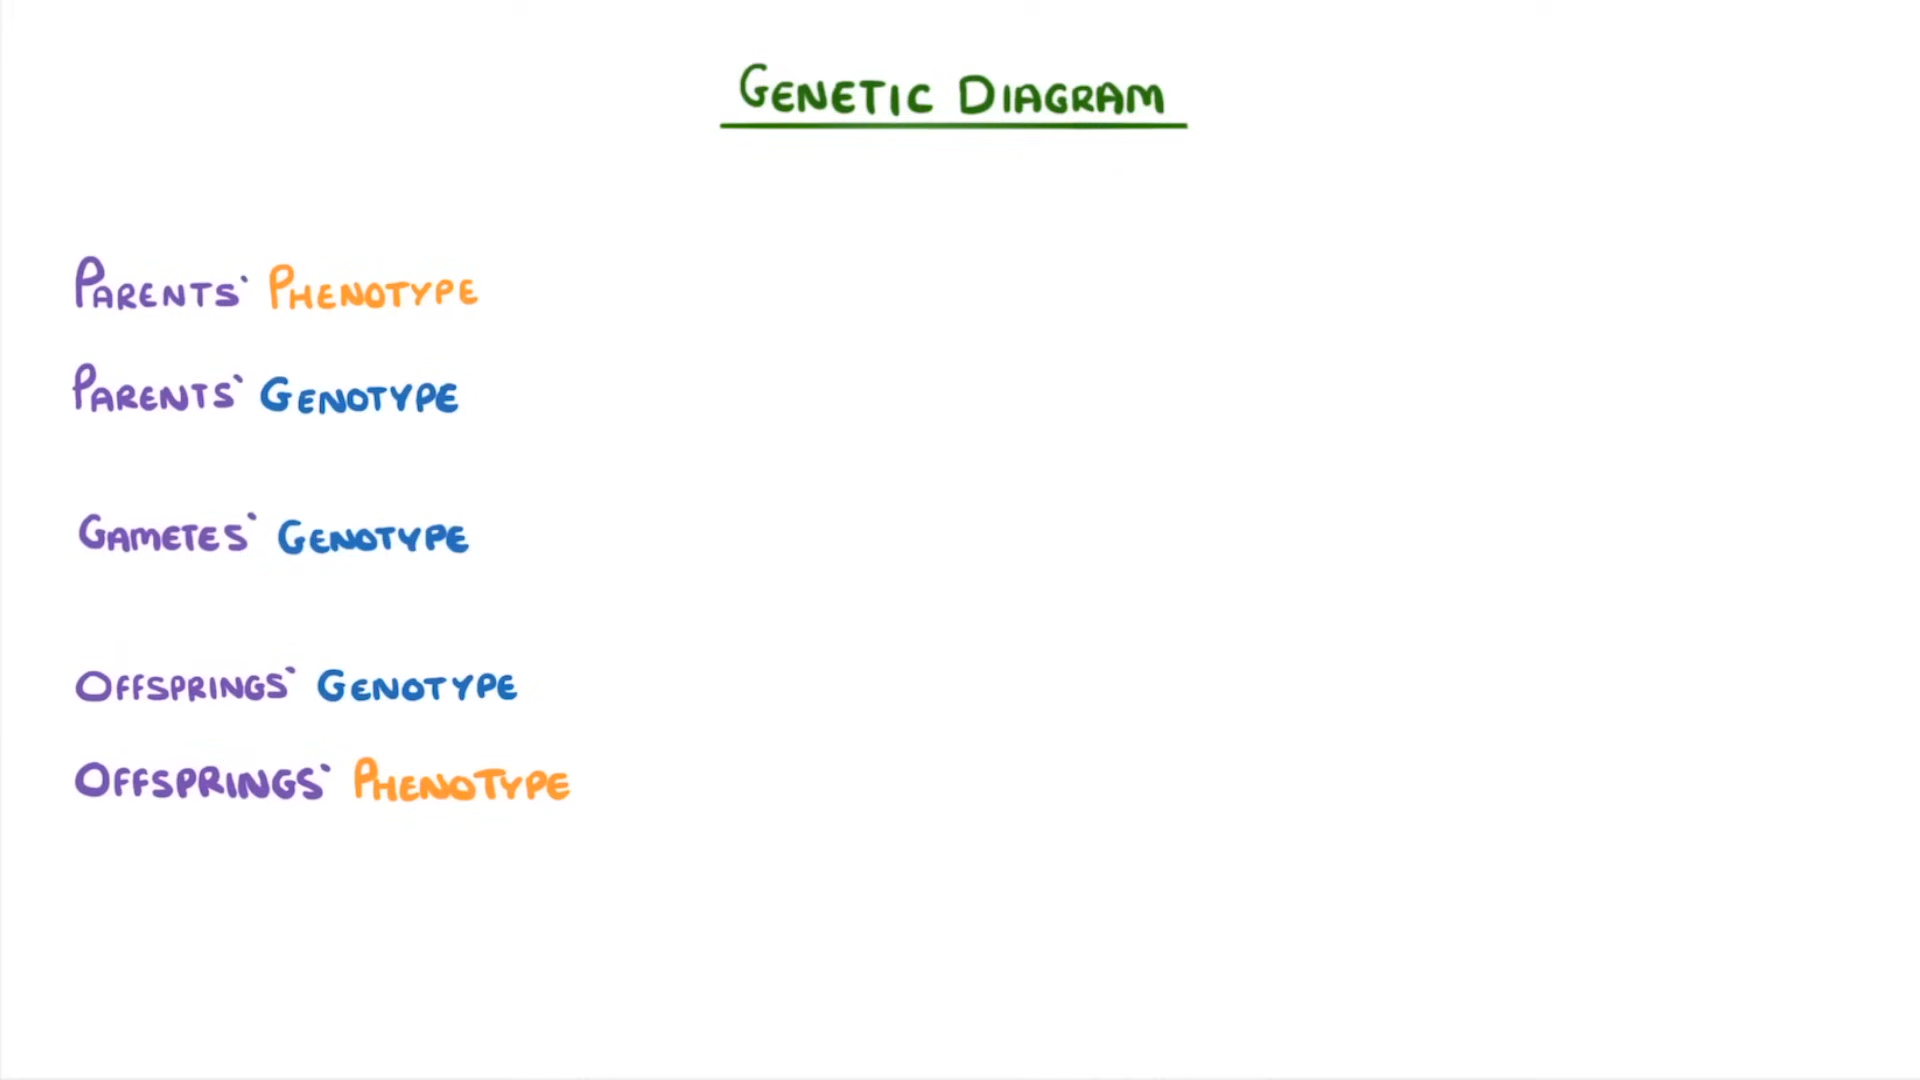 GENETIC DIAGRAM
PARENTS' PHENOTYPE
PARENTS' GENOTYPE
GAMETES' GENOTYPE
OFFSPRINGS' GENOTYPE
OFFSPRINGS' PHENOTYPE